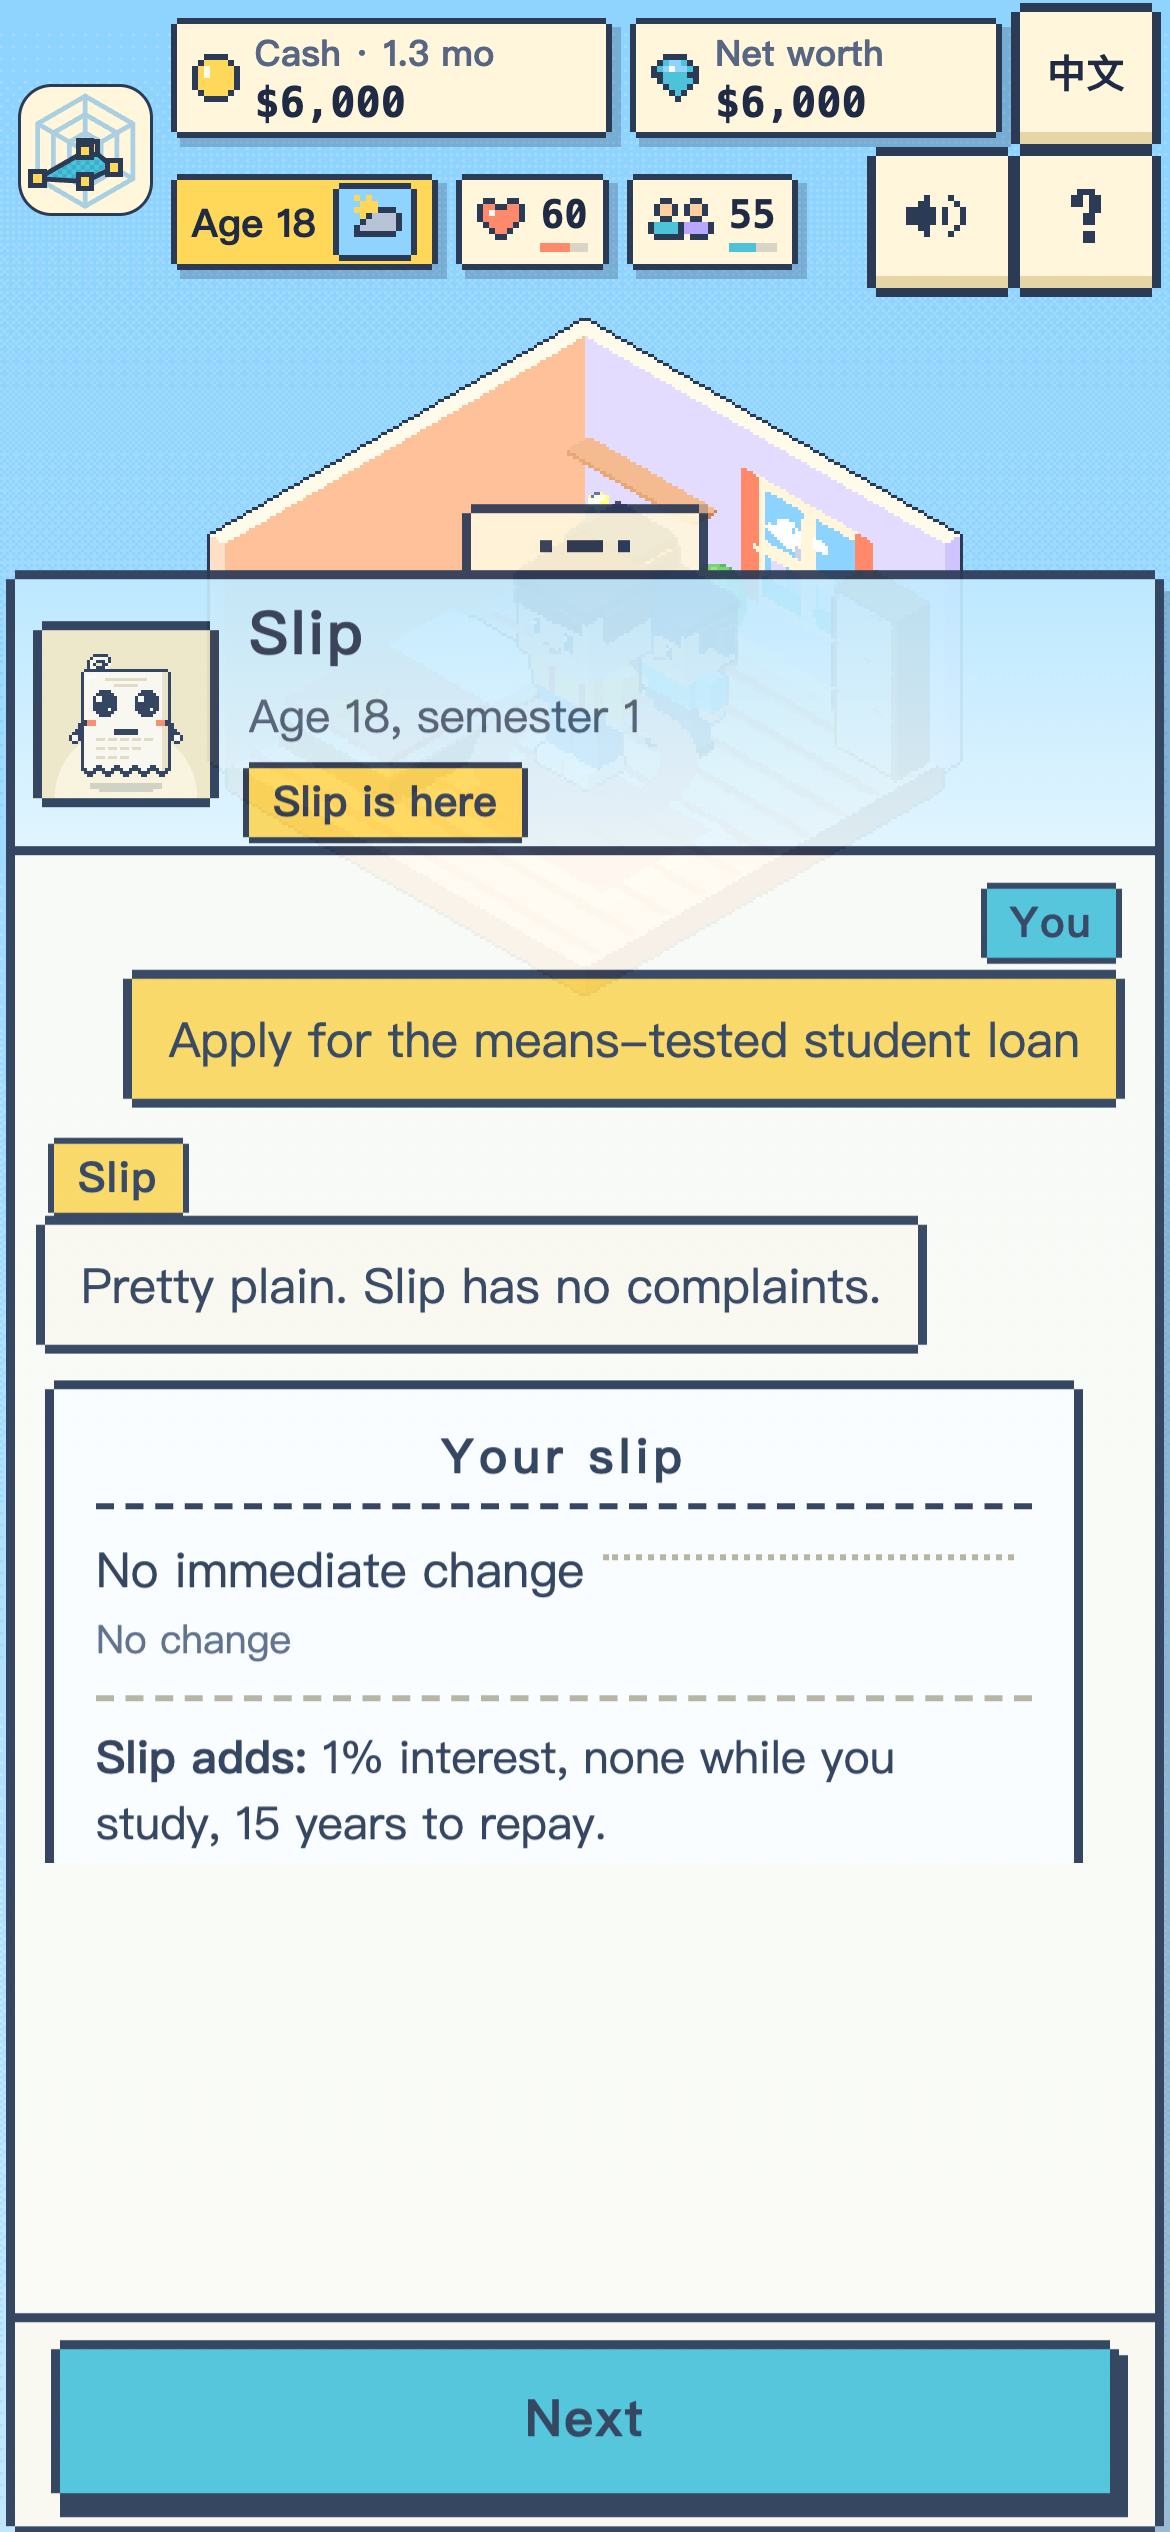 Cash · 1.3 mo
$6,000
Net worth
$6,000
中文
Age 18
60
55
?
Slip
Age 18, semester 1
Slip is here
You
Apply for the means-tested student loan
Slip
Pretty plain. Slip has no complaints.
Your slip
No immediate change
No change
Slip adds: 1% interest, none while you
study, 15 years to repay.
Next